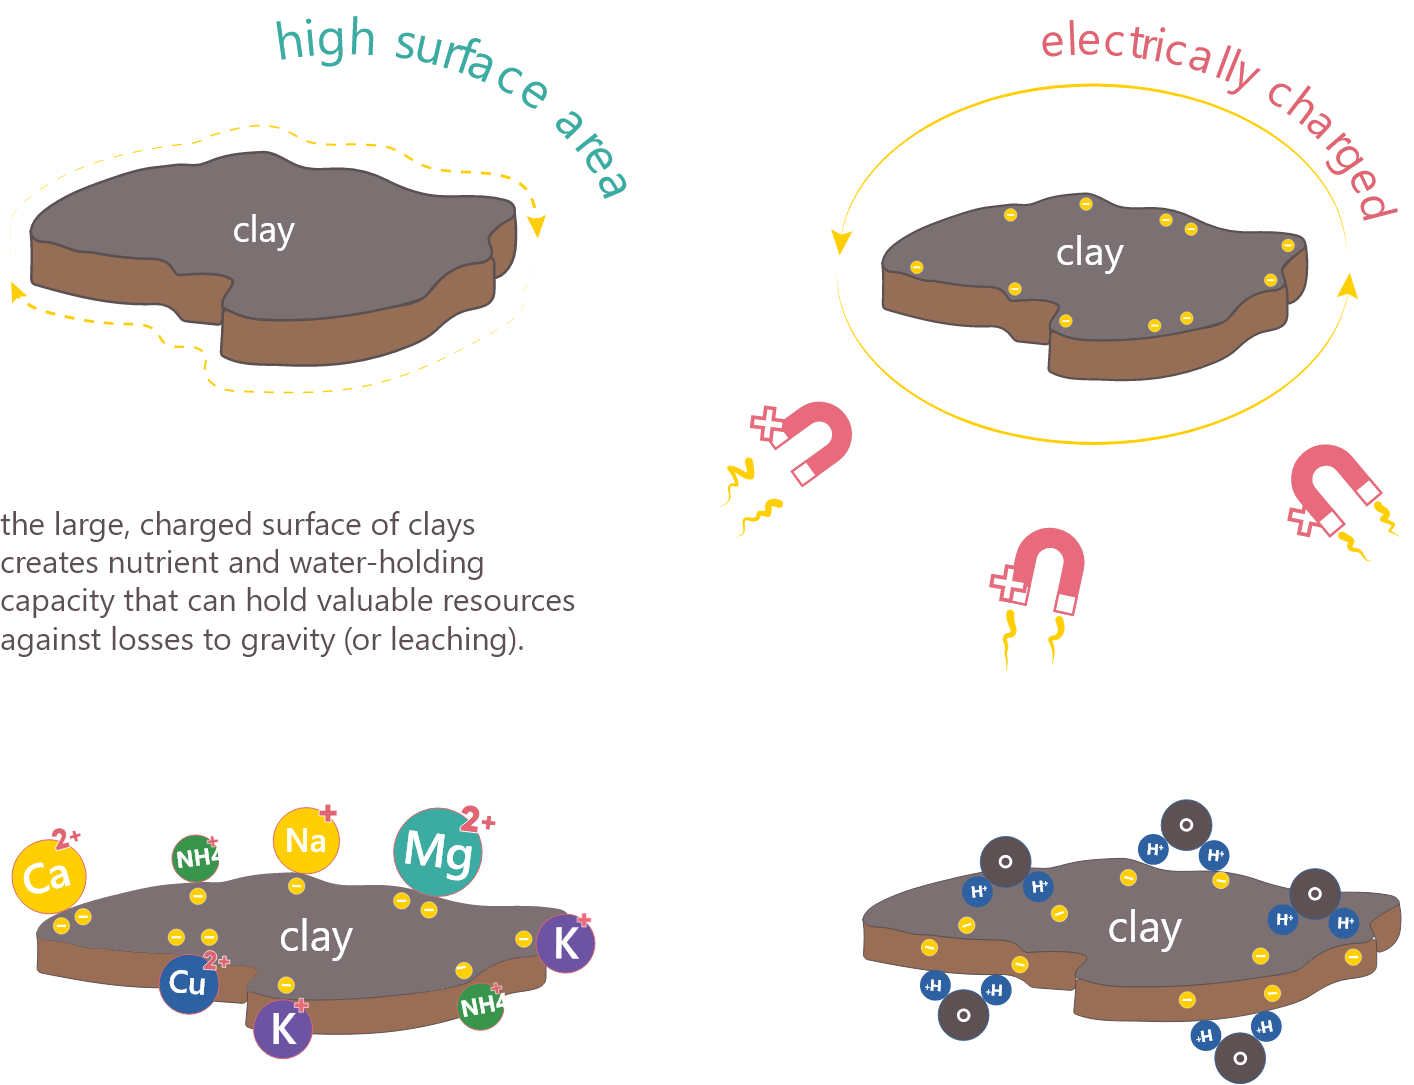 high surface area
electrically charged
clay
clay
− − − − − − − − − − − −
the large, charged surface of clays
creates nutrient and water-holding
capacity that can hold valuable resources
against losses to gravity (or leaching).
Ca 2+
NH4 +
Na +
Mg 2+
clay
K +
Cu 2+
K +
NH4 +
O
H+ H+
O
H+ H+
O
H+ H+
clay
+H +H
O
+H +H
O